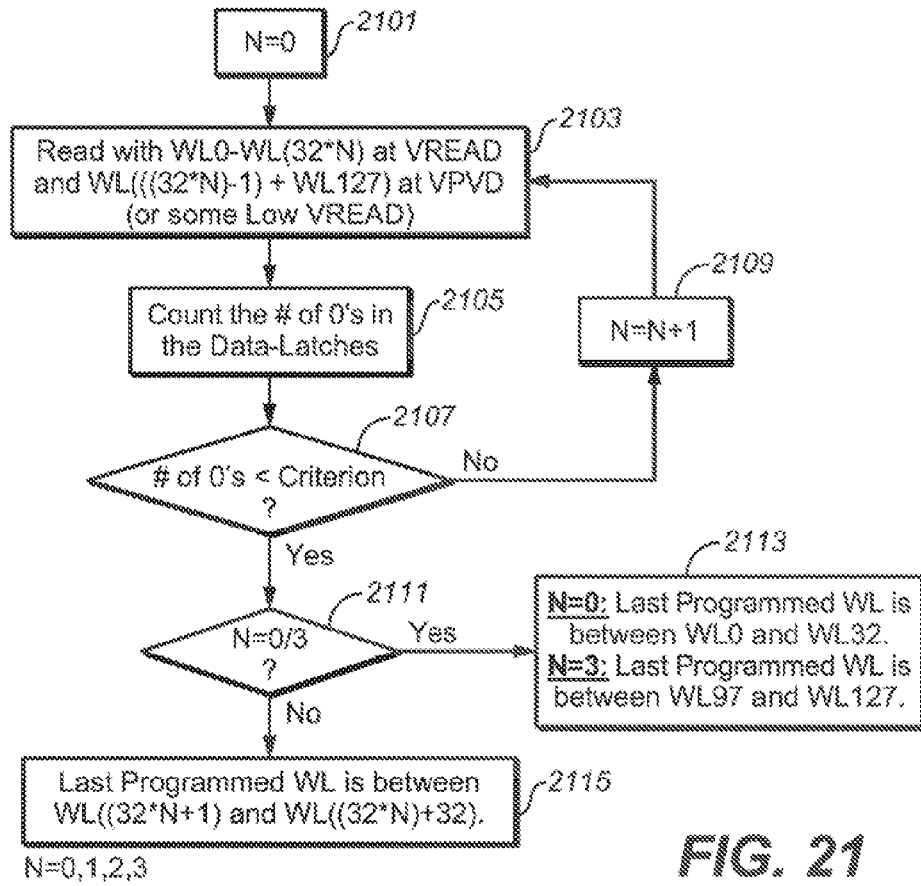 N=0
2101
2103
Read with WL0-WL(32*N) at VREAD
and WL(((32*N)-1) + WL127) at VPVD
(or some Low VREAD)
2105
Count the # of 0's in
the Data-Latches
2109
N=N+1
2107
# of 0's < Criterion
?
No
Yes
2111
N=0/3
?
Yes
No
2113
N=0: Last Programmed WL is
between WL0 and WL32.
N=3: Last Programmed WL is
between WL97 and WL127.
2115
Last Programmed WL is between
WL((32*N+1) and WL((32*N)+32).
N=0,1,2,3
FIG. 21